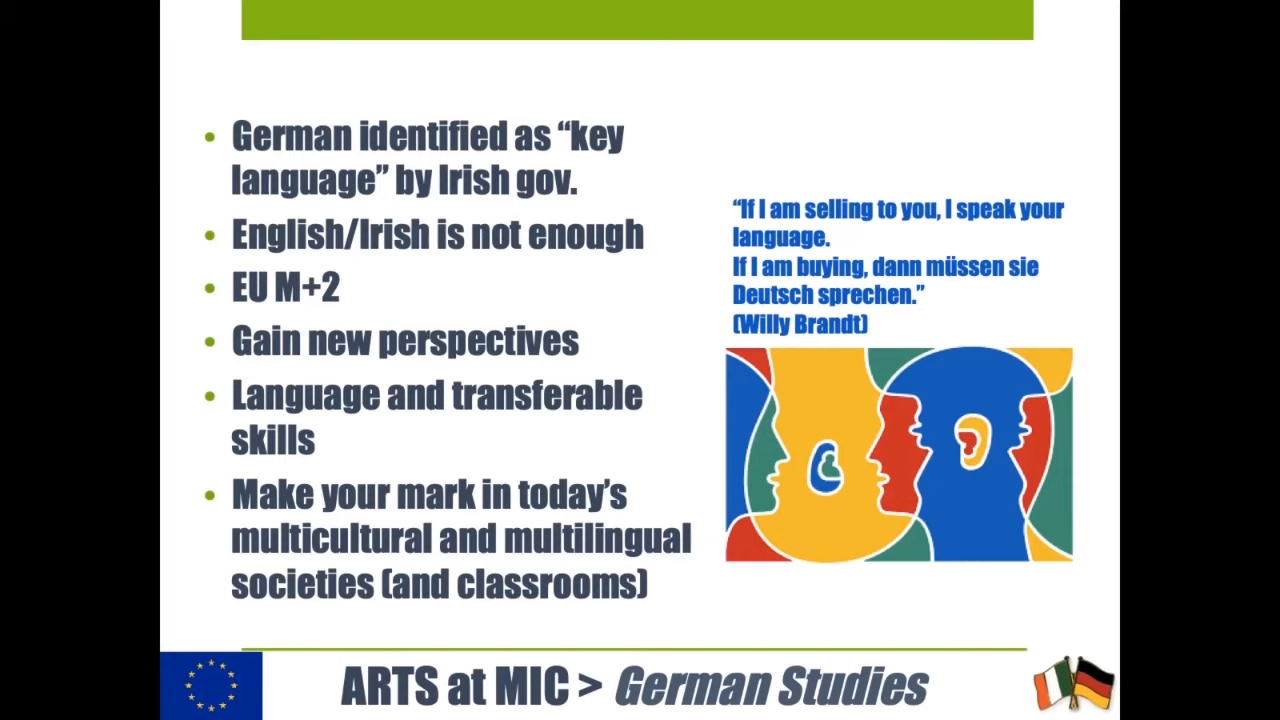 German identified as “key
language” by Irish gov.
English/Irish is not enough
EU M+2
Gain new perspectives
Language and transferable
skills
Make your mark in today’s
multicultural and multilingual
societies (and classrooms)
“If I am selling to you, I speak your
language.
If I am buying, dann müssen sie
Deutsch sprechen.”
(Willy Brandt)
ARTS at MIC > German Studies